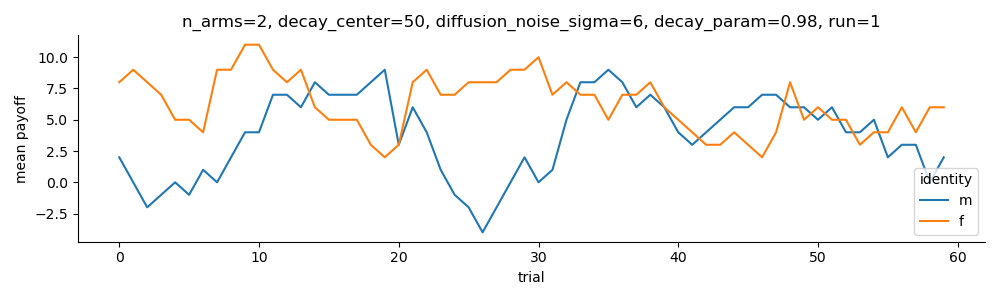 n_arms=2, decay_center=50, diffusion_noise_sigma=6, decay_param=0.98, run=1
mean payoff
10.0
7.5
5.0
2.5
0.0
−2.5
identity
m
f
0 10 20 30 40 50 60
trial